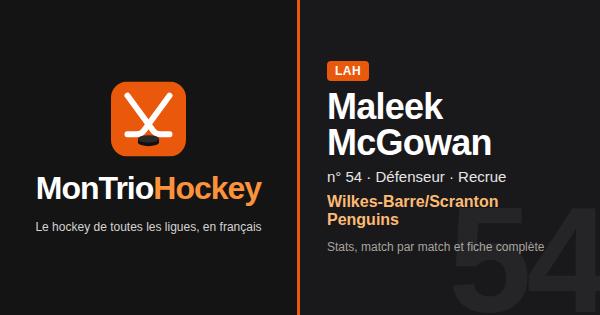 MonTrioHockey
Le hockey de toutes les ligues, en français
LAH
Maleek
McGowan
n° 54 · Défenseur · Recrue
Wilkes-Barre/Scranton
Penguins
Stats, match par match et fiche complète
54